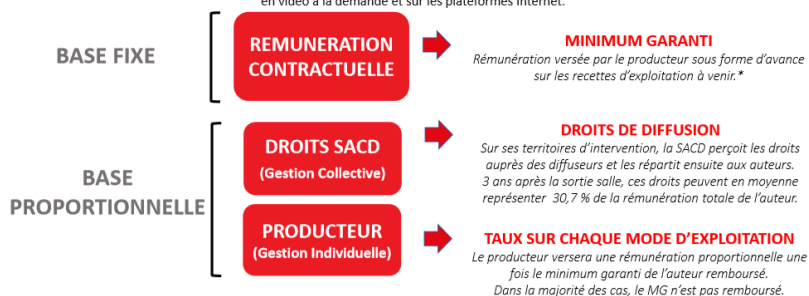 en vidéo à la demande et sur les plateformes Internet.
BASE FIXE
REMUNERATION
CONTRACTUELLE
MINIMUM GARANTI
Rémunération versée par le producteur sous forme d'avance
sur les recettes d'exploitation à venir.*
BASE
PROPORTIONNELLE
DROITS SACD
(Gestion Collective)
DROITS DE DIFFUSION
Sur ses territoires d'intervention, la SACD perçoit les droits
auprès des diffuseurs et les répartit ensuite aux auteurs.
3 ans après la sortie salle, ces droits peuvent en moyenne
représenter 30,7 % de la rémunération totale de l'auteur.
PRODUCTEUR
(Gestion Individuelle)
TAUX SUR CHAQUE MODE D'EXPLOITATION
Le producteur versera une rémunération proportionnelle une
fois le minimum garanti de l'auteur remboursé.
Dans la majorité des cas, le MG n'est pas remboursé.